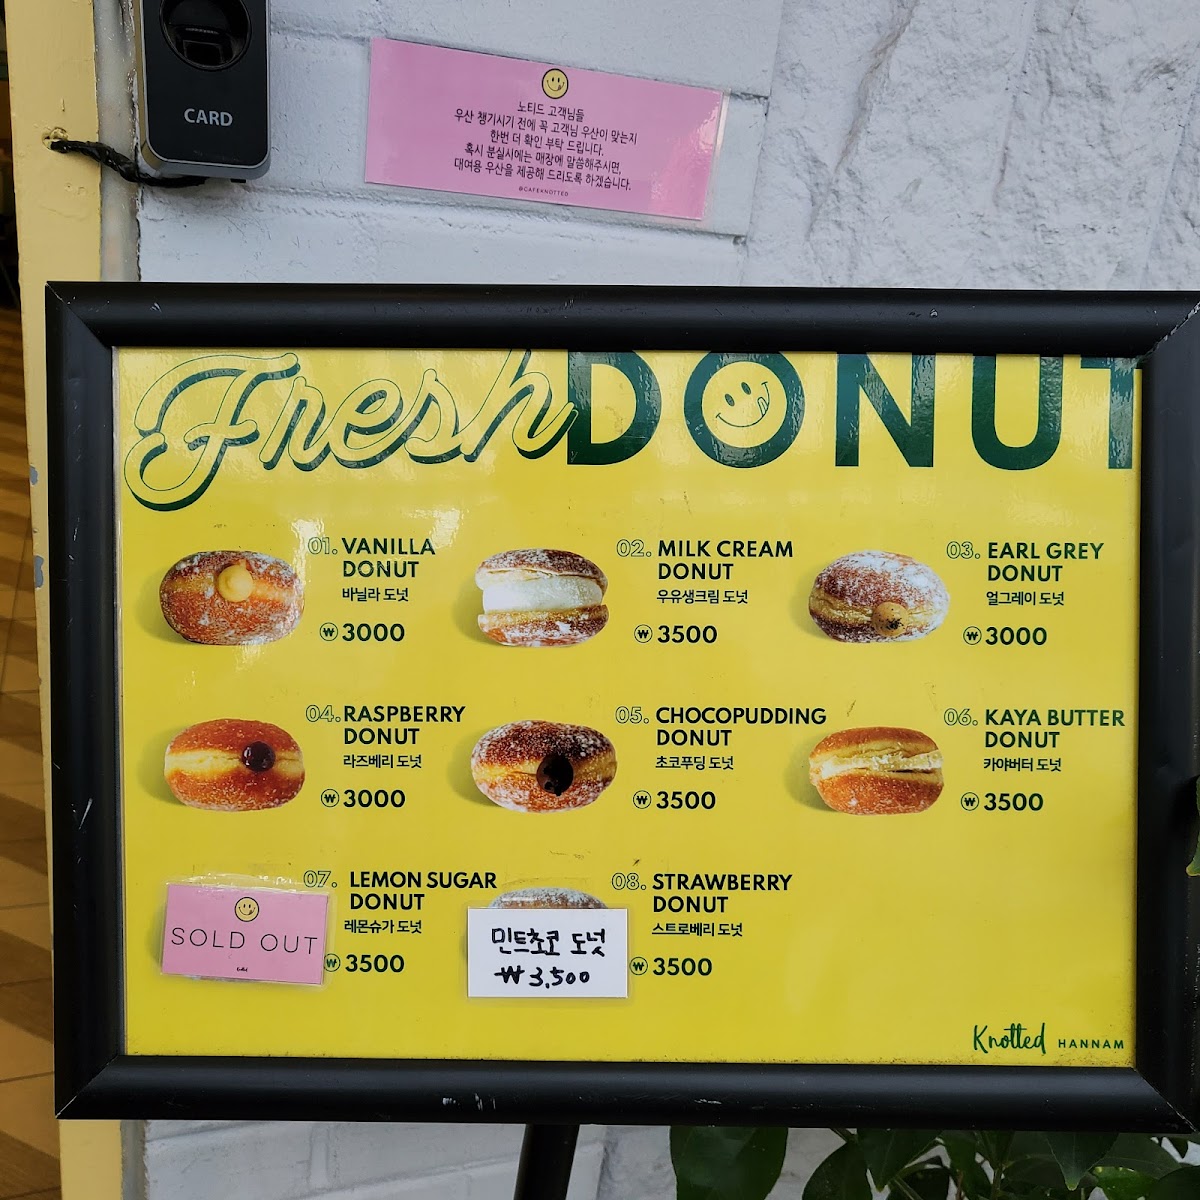 CARD
노티드 고객님들
우산 챙기시기 전에 꼭 고객님 우산이 맞는지
한번 더 확인 부탁 드립니다.
혹시 분실시에는 매장에 말씀해주시면,
대여용 우산을 제공해 드리도록 하겠습니다.
@CAFEKNOTTED
Fresh DONUT
01. VANILLA
DONUT
바닐라 도넛
₩ 3000
02. MILK CREAM
DONUT
우유생크림 도넛
₩ 3500
03. EARL GREY
DONUT
얼그레이 도넛
₩ 3000
04. RASPBERRY
DONUT
라즈베리 도넛
₩ 3000
05. CHOCOPUDDING
DONUT
초코푸딩 도넛
₩ 3500
06. KAYA BUTTER
DONUT
카야버터 도넛
₩ 3500
07. LEMON SUGAR
DONUT
레몬슈가 도넛
₩ 3500
SOLD OUT
08. STRAWBERRY
DONUT
스트로베리 도넛
₩ 3500
민트초코 도넛
₩3,500
Knotted HANNAM